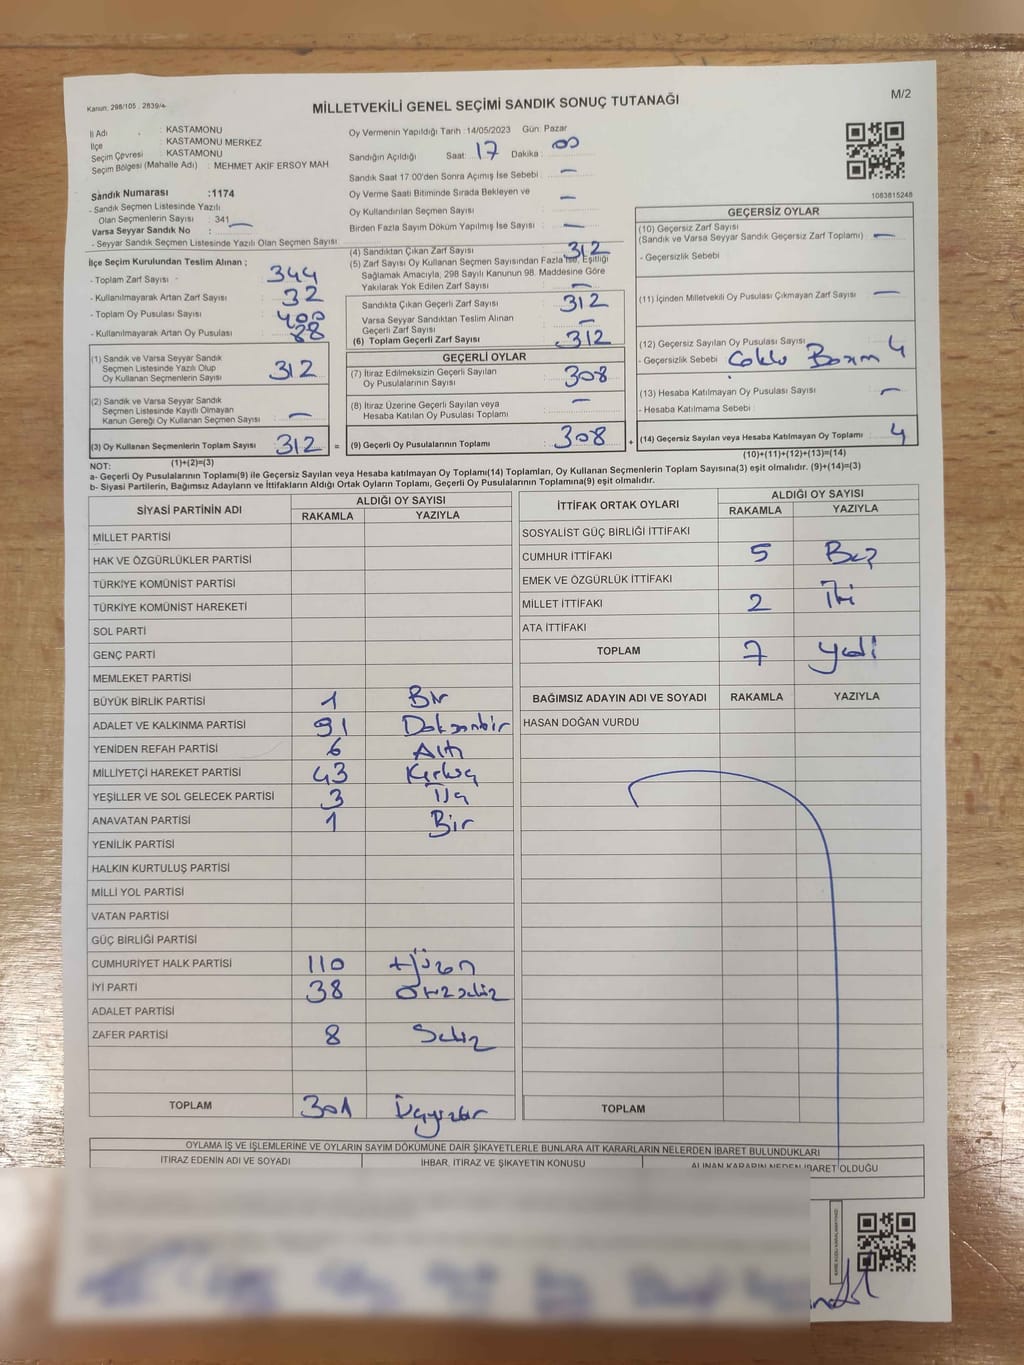 Kanun: 298/105 : 2839/4
M/2
MİLLETVEKİLİ GENEL SEÇİMİ SANDIK SONUÇ TUTANAĞI
İl Adı : KASTAMONU
İlçe : KASTAMONU MERKEZ
Seçim Çevresi : KASTAMONU
Seçim Bölgesi (Mahalle Adı) : MEHMET AKİF ERSOY MAH
Oy Vermenin Yapıldığı Tarih :14/05/2023 Gün: Pazar
Sandığın Açıldığı Saat: 17 Dakika : 00
Sandık Saat 17:00'den Sonra Açımış İse Sebebi : —
Oy Verme Saati Bitiminde Sırada Bekleyen ve
Oy Kullandırılan Seçmen Sayısı : —
Birden Fazla Sayım Döküm Yapılmış İse Sayısı : —
1083815248
Sandık Numarası :1174
- Sandık Seçmen Listesinde Yazılı
Olan Seçmenlerin Sayısı : 341
Varsa Seyyar Sandık No : —
- Seyyar Sandık Seçmen Listesinde Yazılı Olan Seçmen Sayısı
İlçe Seçim Kurulundan Teslim Alınan ;
- Toplam Zarf Sayısı : 344
- Kullanılmayarak Artan Zarf Sayısı : 32
- Toplam Oy Pusulası Sayısı : 400
- Kullanılmayarak Artan Oy Pusulası : 88
(1) Sandık ve Varsa Seyyar Sandık
Seçmen Listesinde Yazılı Olup
Oy Kullanan Seçmenlerin Sayısı : 312
(2) Sandık ve Varsa Seyyar Sandık
Seçmen Listesinde Kayıtlı Olmayan
Kanun Gereği Oy Kullanan Seçmen Sayısı : —
(3) Oy Kullanan Seçmenlerin Toplam Sayısı : 312 =
(1)+(2)=(3)
(4) Sandıktan Çıkan Zarf Sayısı : 312
(5) Zarf Sayısı Oy Kullanan Seçmen Sayısından Fazla İse, Eşitliği
Sağlamak Amacıyla, 298 Sayılı Kanunun 98. Maddesine Göre
Yakılarak Yok Edilen Zarf Sayısı : —
Sandıkta Çıkan Geçerli Zarf Sayısı : 312
Varsa Seyyar Sandıktan Teslim Alınan
Geçerli Zarf Sayısı : —
(6) Toplam Geçerli Zarf Sayısı : 312
GEÇERLİ OYLAR
(7) İtiraz Edilmeksizin Geçerli Sayılan
Oy Pusulalarının Sayısı : 308
(8) İtiraz Üzerine Geçerli Sayılan veya
Hesaba Katılan Oy Pusulası Toplamı : —
(9) Geçerli Oy Pusulalarının Toplamı : 308 +
GEÇERSİZ OYLAR
(10) Geçersiz Zarf Sayısı
(Sandık ve Varsa Seyyar Sandık Geçersiz Zarf Toplamı) : —
- Geçersizlik Sebebi :
(11) İçinden Milletvekili Oy Pusulası Çıkmayan Zarf Sayısı : —
(12) Geçersiz Sayılan Oy Pusulası Sayısı : 4
- Geçersizlik Sebebi : Çoklu Basım
(13) Hesaba Katılmayan Oy Pusulası Sayısı : —
- Hesaba Katılmama Sebebi :
(14) Geçersiz Sayılan veya Hesaba Katılmayan Oy Toplamı : 4
(10)+(11)+(12)+(13)=(14)
NOT:
a- Geçerli Oy Pusulalarının Toplamı(9) ile Geçersiz Sayılan veya Hesaba katılmayan Oy Toplamı(14) Toplamları, Oy Kullanan Seçmenlerin Toplam Sayısına(3) eşit olmalıdır. (9)+(14)=(3)
b- Siyasi Partilerin, Bağımsız Adayların ve İttifakların Aldığı Ortak Oyların Toplamı, Geçerli Oy Pusulalarının Toplamına(9) eşit olmalıdır.
SİYASİ PARTİNİN ADI ALDIĞI OY SAYISI
RAKAMLA YAZIYLA
MİLLET PARTİSİ
HAK VE ÖZGÜRLÜKLER PARTİSİ
TÜRKİYE KOMÜNİST PARTİSİ
TÜRKİYE KOMÜNİST HAREKETİ
SOL PARTİ
GENÇ PARTİ
MEMLEKET PARTİSİ
BÜYÜK BİRLİK PARTİSİ 1 Bir
ADALET VE KALKINMA PARTİSİ 91 Doksanbir
YENİDEN REFAH PARTİSİ 6 Altı
MİLLİYETÇİ HAREKET PARTİSİ 43 Kırküç
YEŞİLLER VE SOL GELECEK PARTİSİ 3 Üç
ANAVATAN PARTİSİ 1 Bir
YENİLİK PARTİSİ
HALKIN KURTULUŞ PARTİSİ
MİLLİ YOL PARTİSİ
VATAN PARTİSİ
GÜÇ BİRLİĞİ PARTİSİ
CUMHURİYET HALK PARTİSİ 110 yüzon
İYİ PARTİ 38 Otuzsekiz
ADALET PARTİSİ
ZAFER PARTİSİ 8 Sekiz
TOPLAM 301 Üçyüzbir
İTTİFAK ORTAK OYLARI ALDIĞI OY SAYISI
RAKAMLA YAZIYLA
SOSYALİST GÜÇ BİRLİĞİ İTTİFAKI
CUMHUR İTTİFAKI 5 Beş
EMEK VE ÖZGÜRLÜK İTTİFAKI
MİLLET İTTİFAKI 2 İki
ATA İTTİFAKI
TOPLAM 7 yedi
BAĞIMSIZ ADAYIN ADI VE SOYADI RAKAMLA YAZIYLA
HASAN DOĞAN VURDU
TOPLAM
OYLAMA İŞ VE İŞLEMLERİNE VE OYLARIN SAYIM DÖKÜMÜNE DAİR ŞİKAYETLERLE BUNLARA AİT KARARLARIN NELERDEN İBARET BULUNDUKLARI
İTİRAZ EDENİN ADI VE SOYADI İHBAR, İTİRAZ VE ŞİKAYETİN KONUSU ALINAN KARARIN NEDEN İBARET OLDUĞU